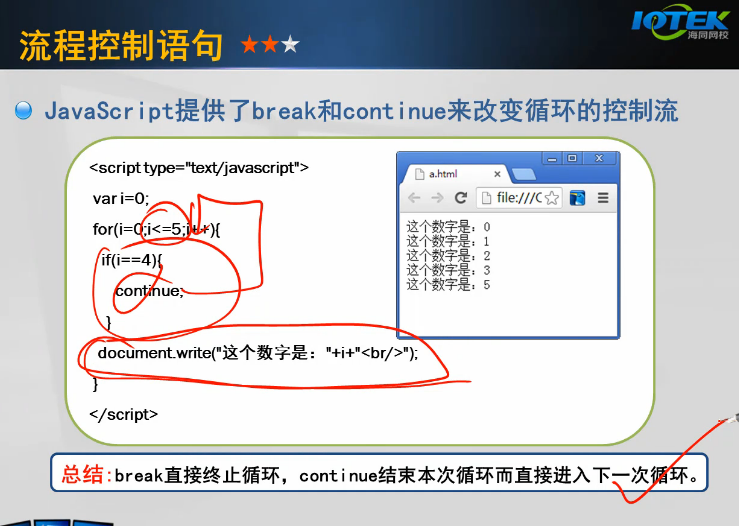 流程控制语句
IOTEK
海同网校
JavaScript提供了break和continue来改变循环的控制流
<script type="text/javascript">
var i=0;
for(i=0;i<=5;i++){
if(i==4){
continue;
}
document.write("这个数字是："+i+"<br/>");
}
</script>
a.html
file:///C
这个数字是：0
这个数字是：1
这个数字是：2
这个数字是：3
这个数字是：5
总结:break直接终止循环，continue结束本次循环而直接进入下一次循环。